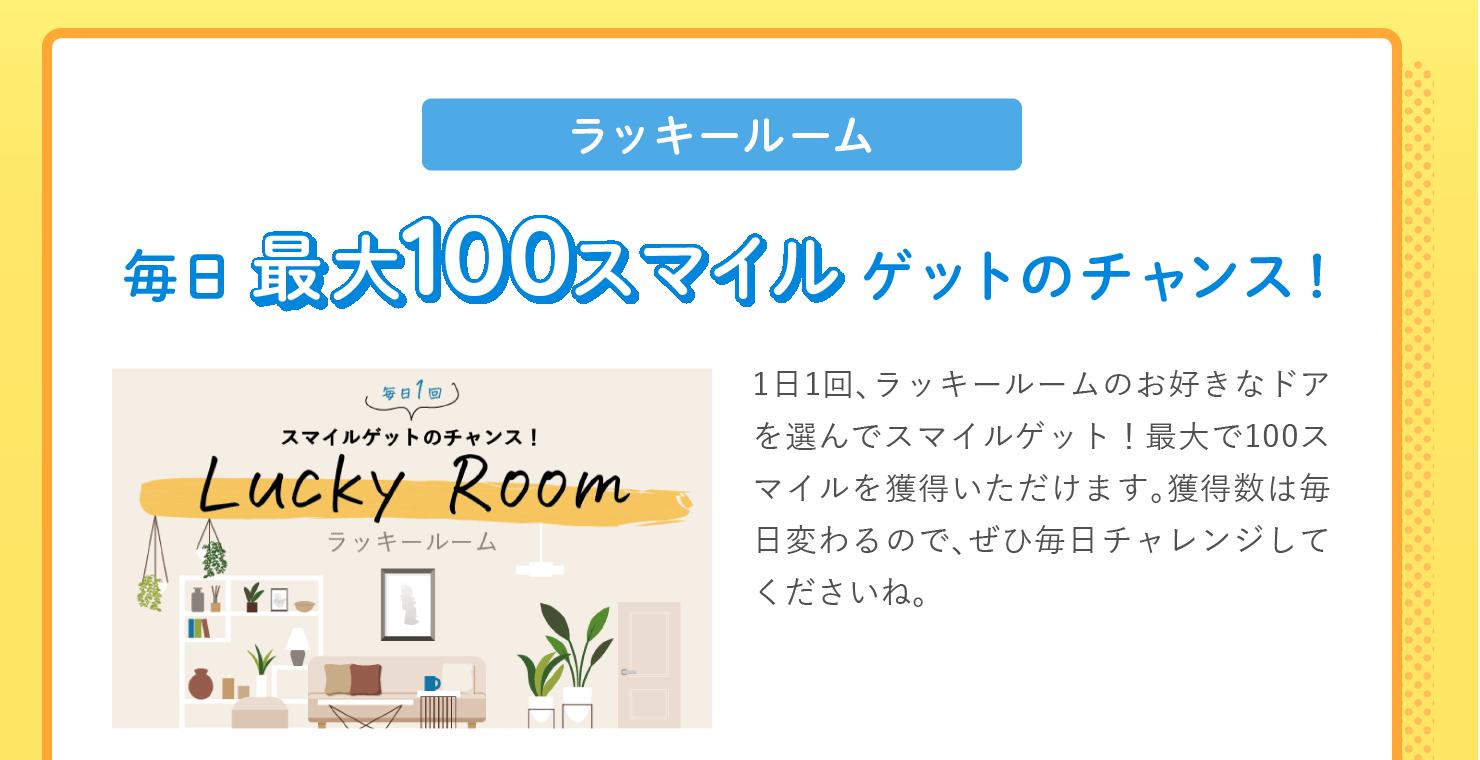 ラッキールーム
毎日 最大100スマイル ゲットのチャンス！
毎日1回
スマイルゲットのチャンス！
Lucky Room
ラッキールーム
1日1回、ラッキールームのお好きなドア
を選んでスマイルゲット！最大で100ス
マイルを獲得いただけます。獲得数は毎
日変わるので、ぜひ毎日チャレンジして
くださいね。